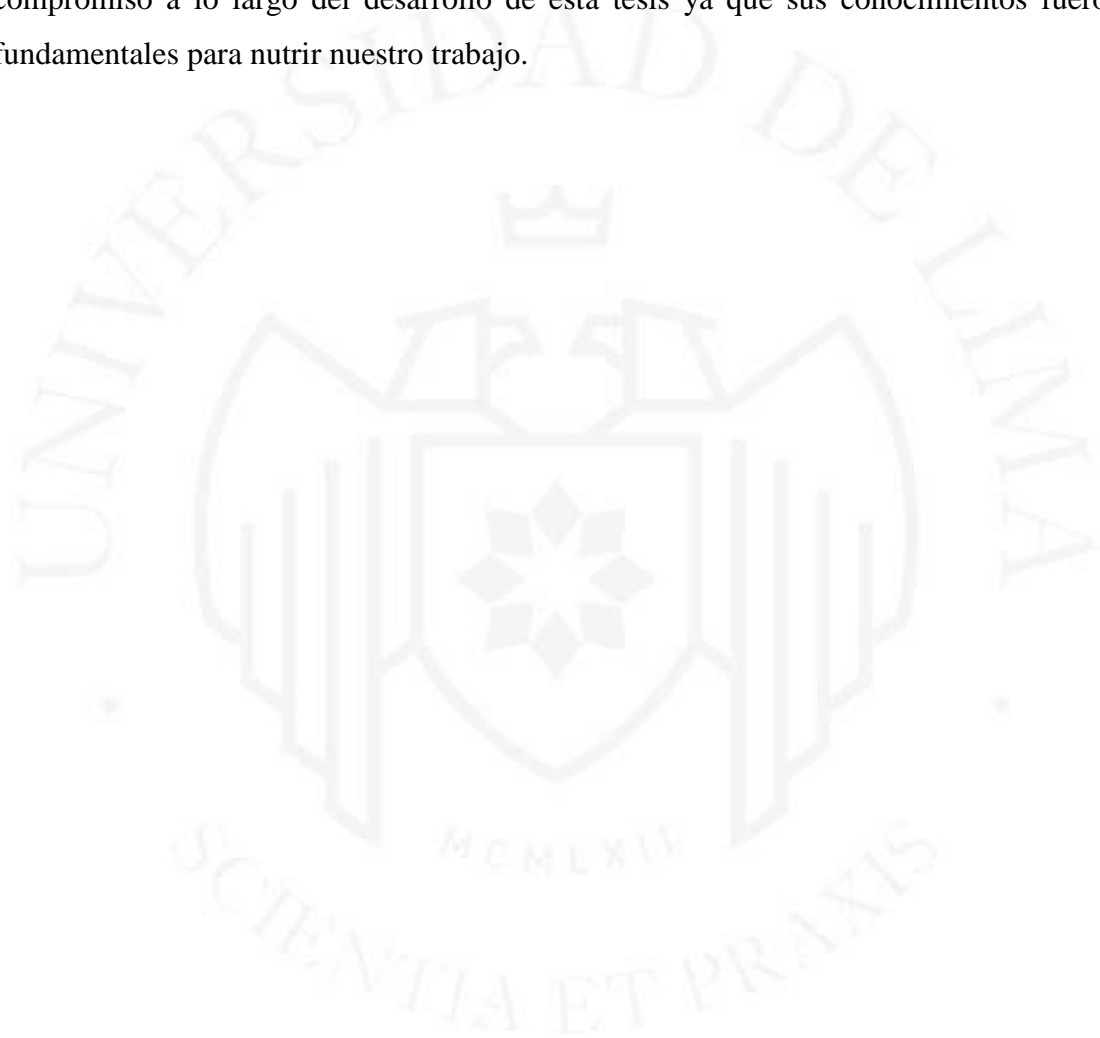 compromiso a lo largo del desarrollo de esta tesis ya que sus conocimientos fuero
fundamentales para nutrir nuestro trabajo.
UNIVERSIDAD DE LIMA
MCMLXII
SCIENTIA ET PRAXIS